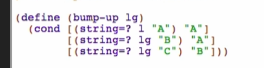 (define (bump-up lg)
(cond [(string=? l "A") "A"]
[(string=? lg "B") "A"]
[(string=? lg "C") "B"]))